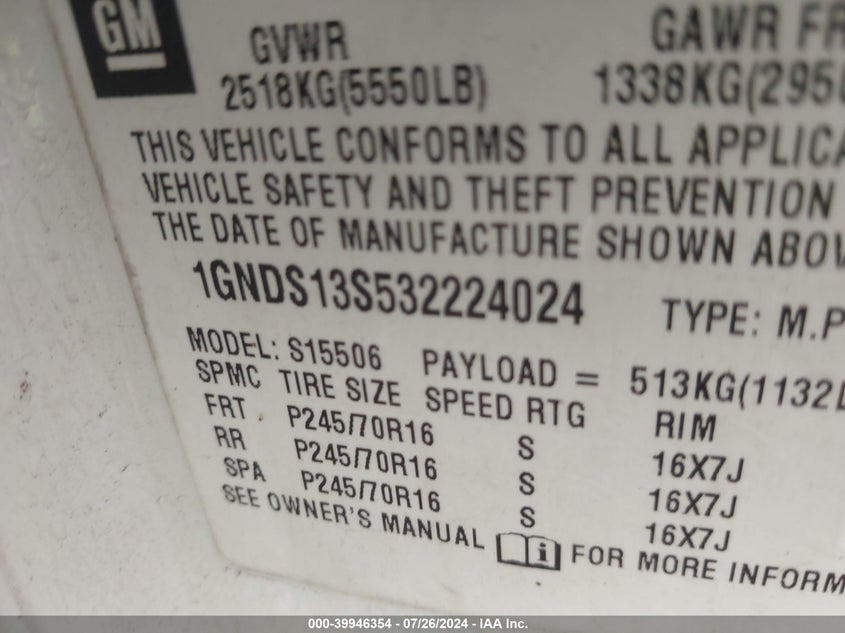 GM
GVWR GAWR FR
2518KG(5550LB) 1338KG(295
THIS VEHICLE CONFORMS TO ALL APPLICA
VEHICLE SAFETY AND THEFT PREVENTION
THE DATE OF MANUFACTURE SHOWN ABOV
1GNDS13S532224024 TYPE: M.P
MODEL: S15506 PAYLOAD = 513KG(1132L
SPMC TIRE SIZE SPEED RTG RIM
FRT P245/70R16 S 16X7J
RR P245/70R16 S 16X7J
SPA P245/70R16 S 16X7J
SEE OWNER'S MANUAL i FOR MORE INFORM
000-39946354 - 07/26/2024 - IAA Inc.